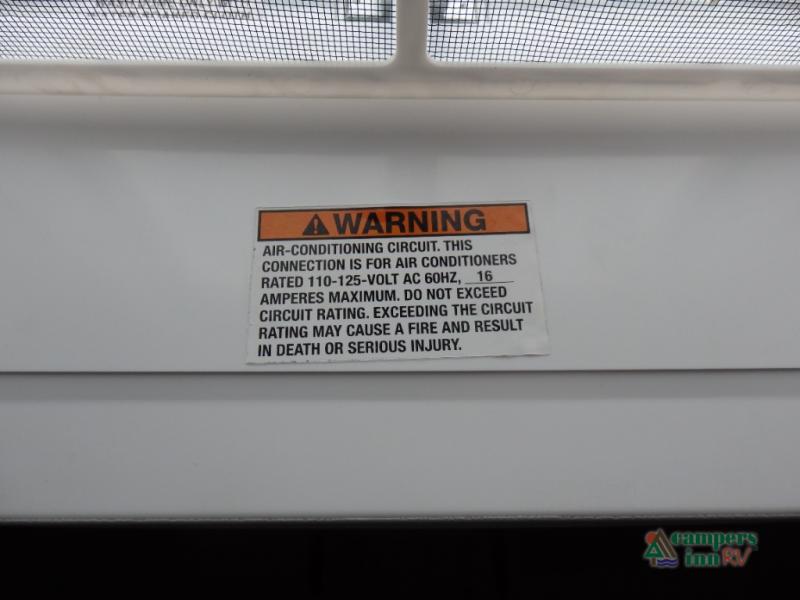 WARNING
AIR-CONDITIONING CIRCUIT. THIS
CONNECTION IS FOR AIR CONDITIONERS
RATED 110-125-VOLT AC 60HZ, 16
AMPERES MAXIMUM. DO NOT EXCEED
CIRCUIT RATING. EXCEEDING THE CIRCUIT
RATING MAY CAUSE A FIRE AND RESULT
IN DEATH OR SERIOUS INJURY.
campers
inn RV